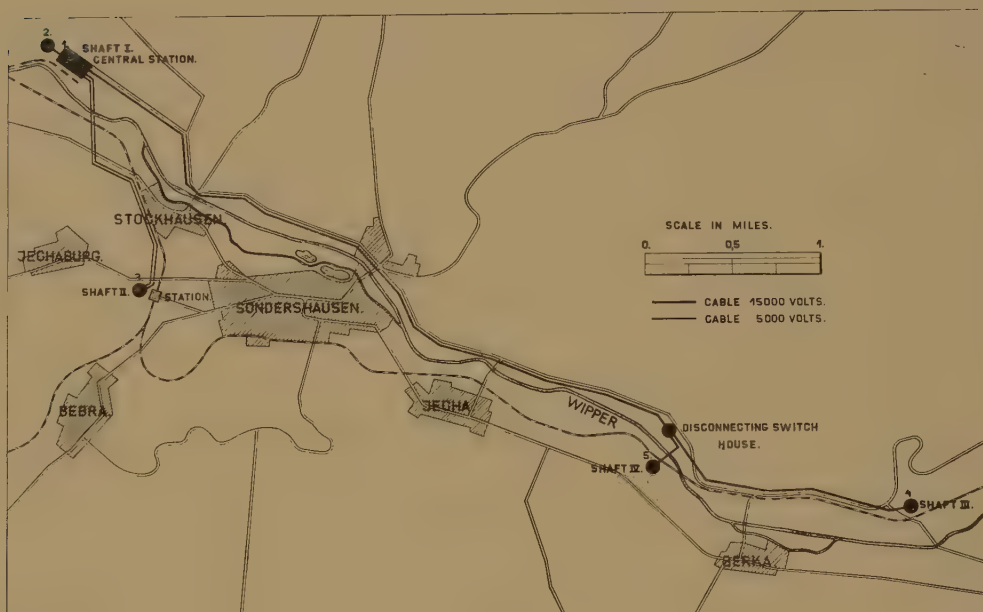 2.
1.
SHAFT I.
CENTRAL STATION.
STOCKHAUSEN.
JECHABURG.
3.
SHAFT II.
STATION.
SONDERSHAUSEN.
SCALE IN MILES.
0. 0,5 1.
CABLE 15000 VOLTS.
CABLE 5000 VOLTS.
BEBRA.
JECHA
WIPPER
DISCONNECTING SWITCH
HOUSE.
5.
SHAFT IV.
4
SHAFT III.
BERKA